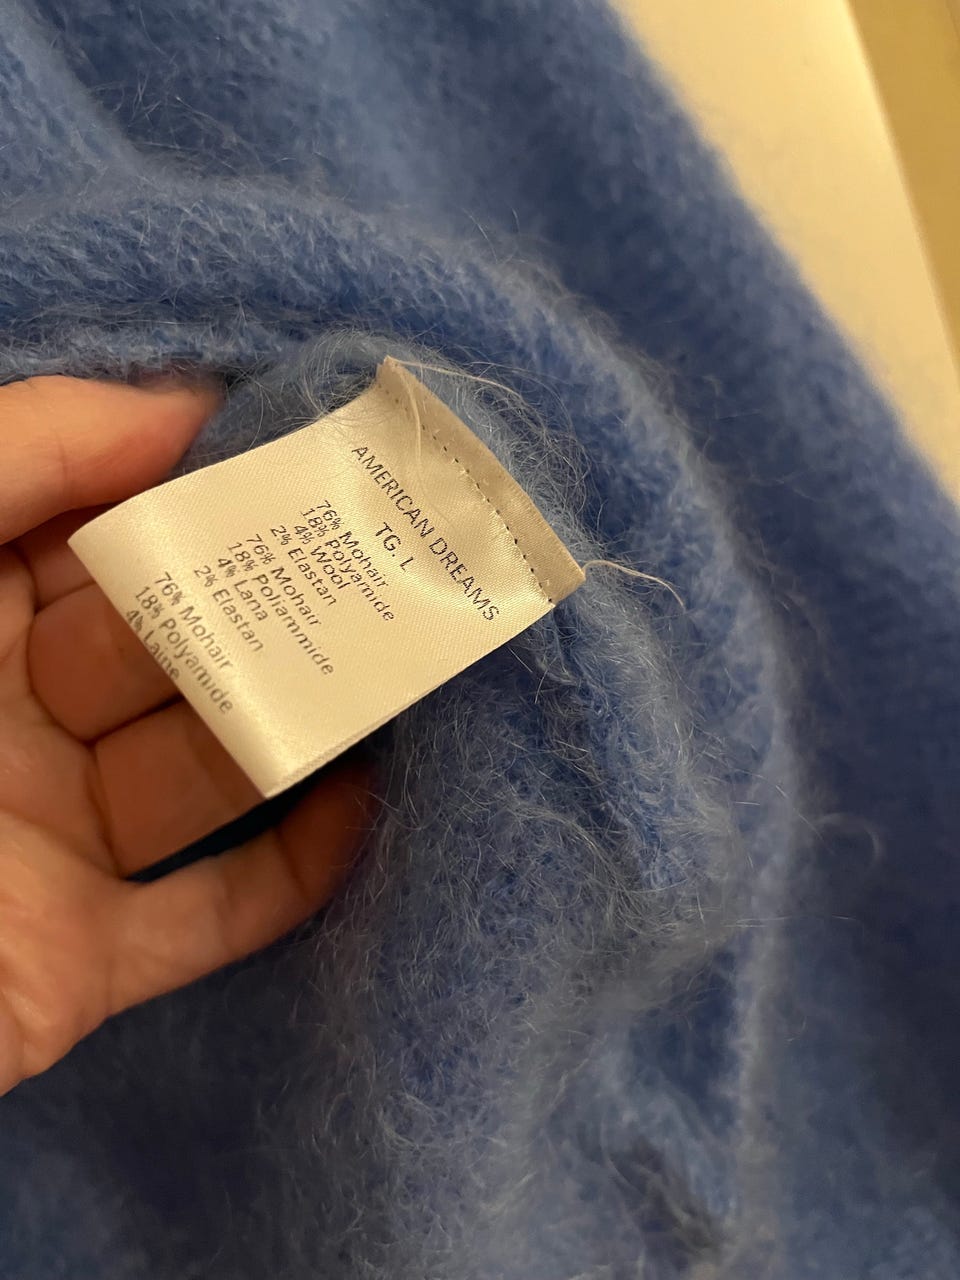 AMERICAN DREAMS
TG. L
76% Mohair
18% Polyamide
4% Wool
2% Elastan
76% Mohair
18% Poliammide
4% Lana
2% Elastan
76% Mohair
18% Polyamide
4% Laine